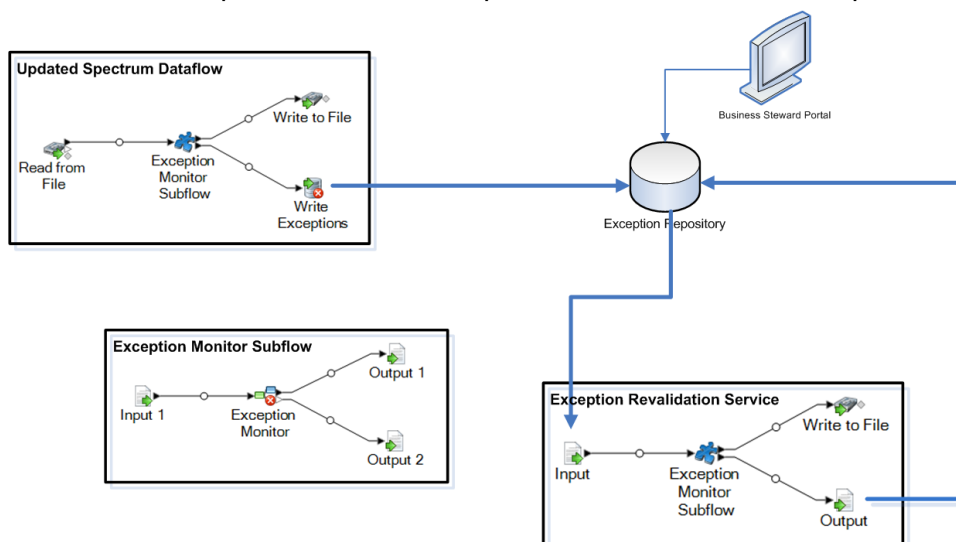 Updated Spectrum Dataflow
Write to File
Read from
File
Exception
Monitor
Subflow
Write
Exceptions
Business Steward Portal
Exception Repository
Exception Monitor Subflow
Input 1
Exception
Monitor
Output 1
Output 2
Exception Revalidation Service
Write to File
Input
Exception
Monitor
Subflow
Output